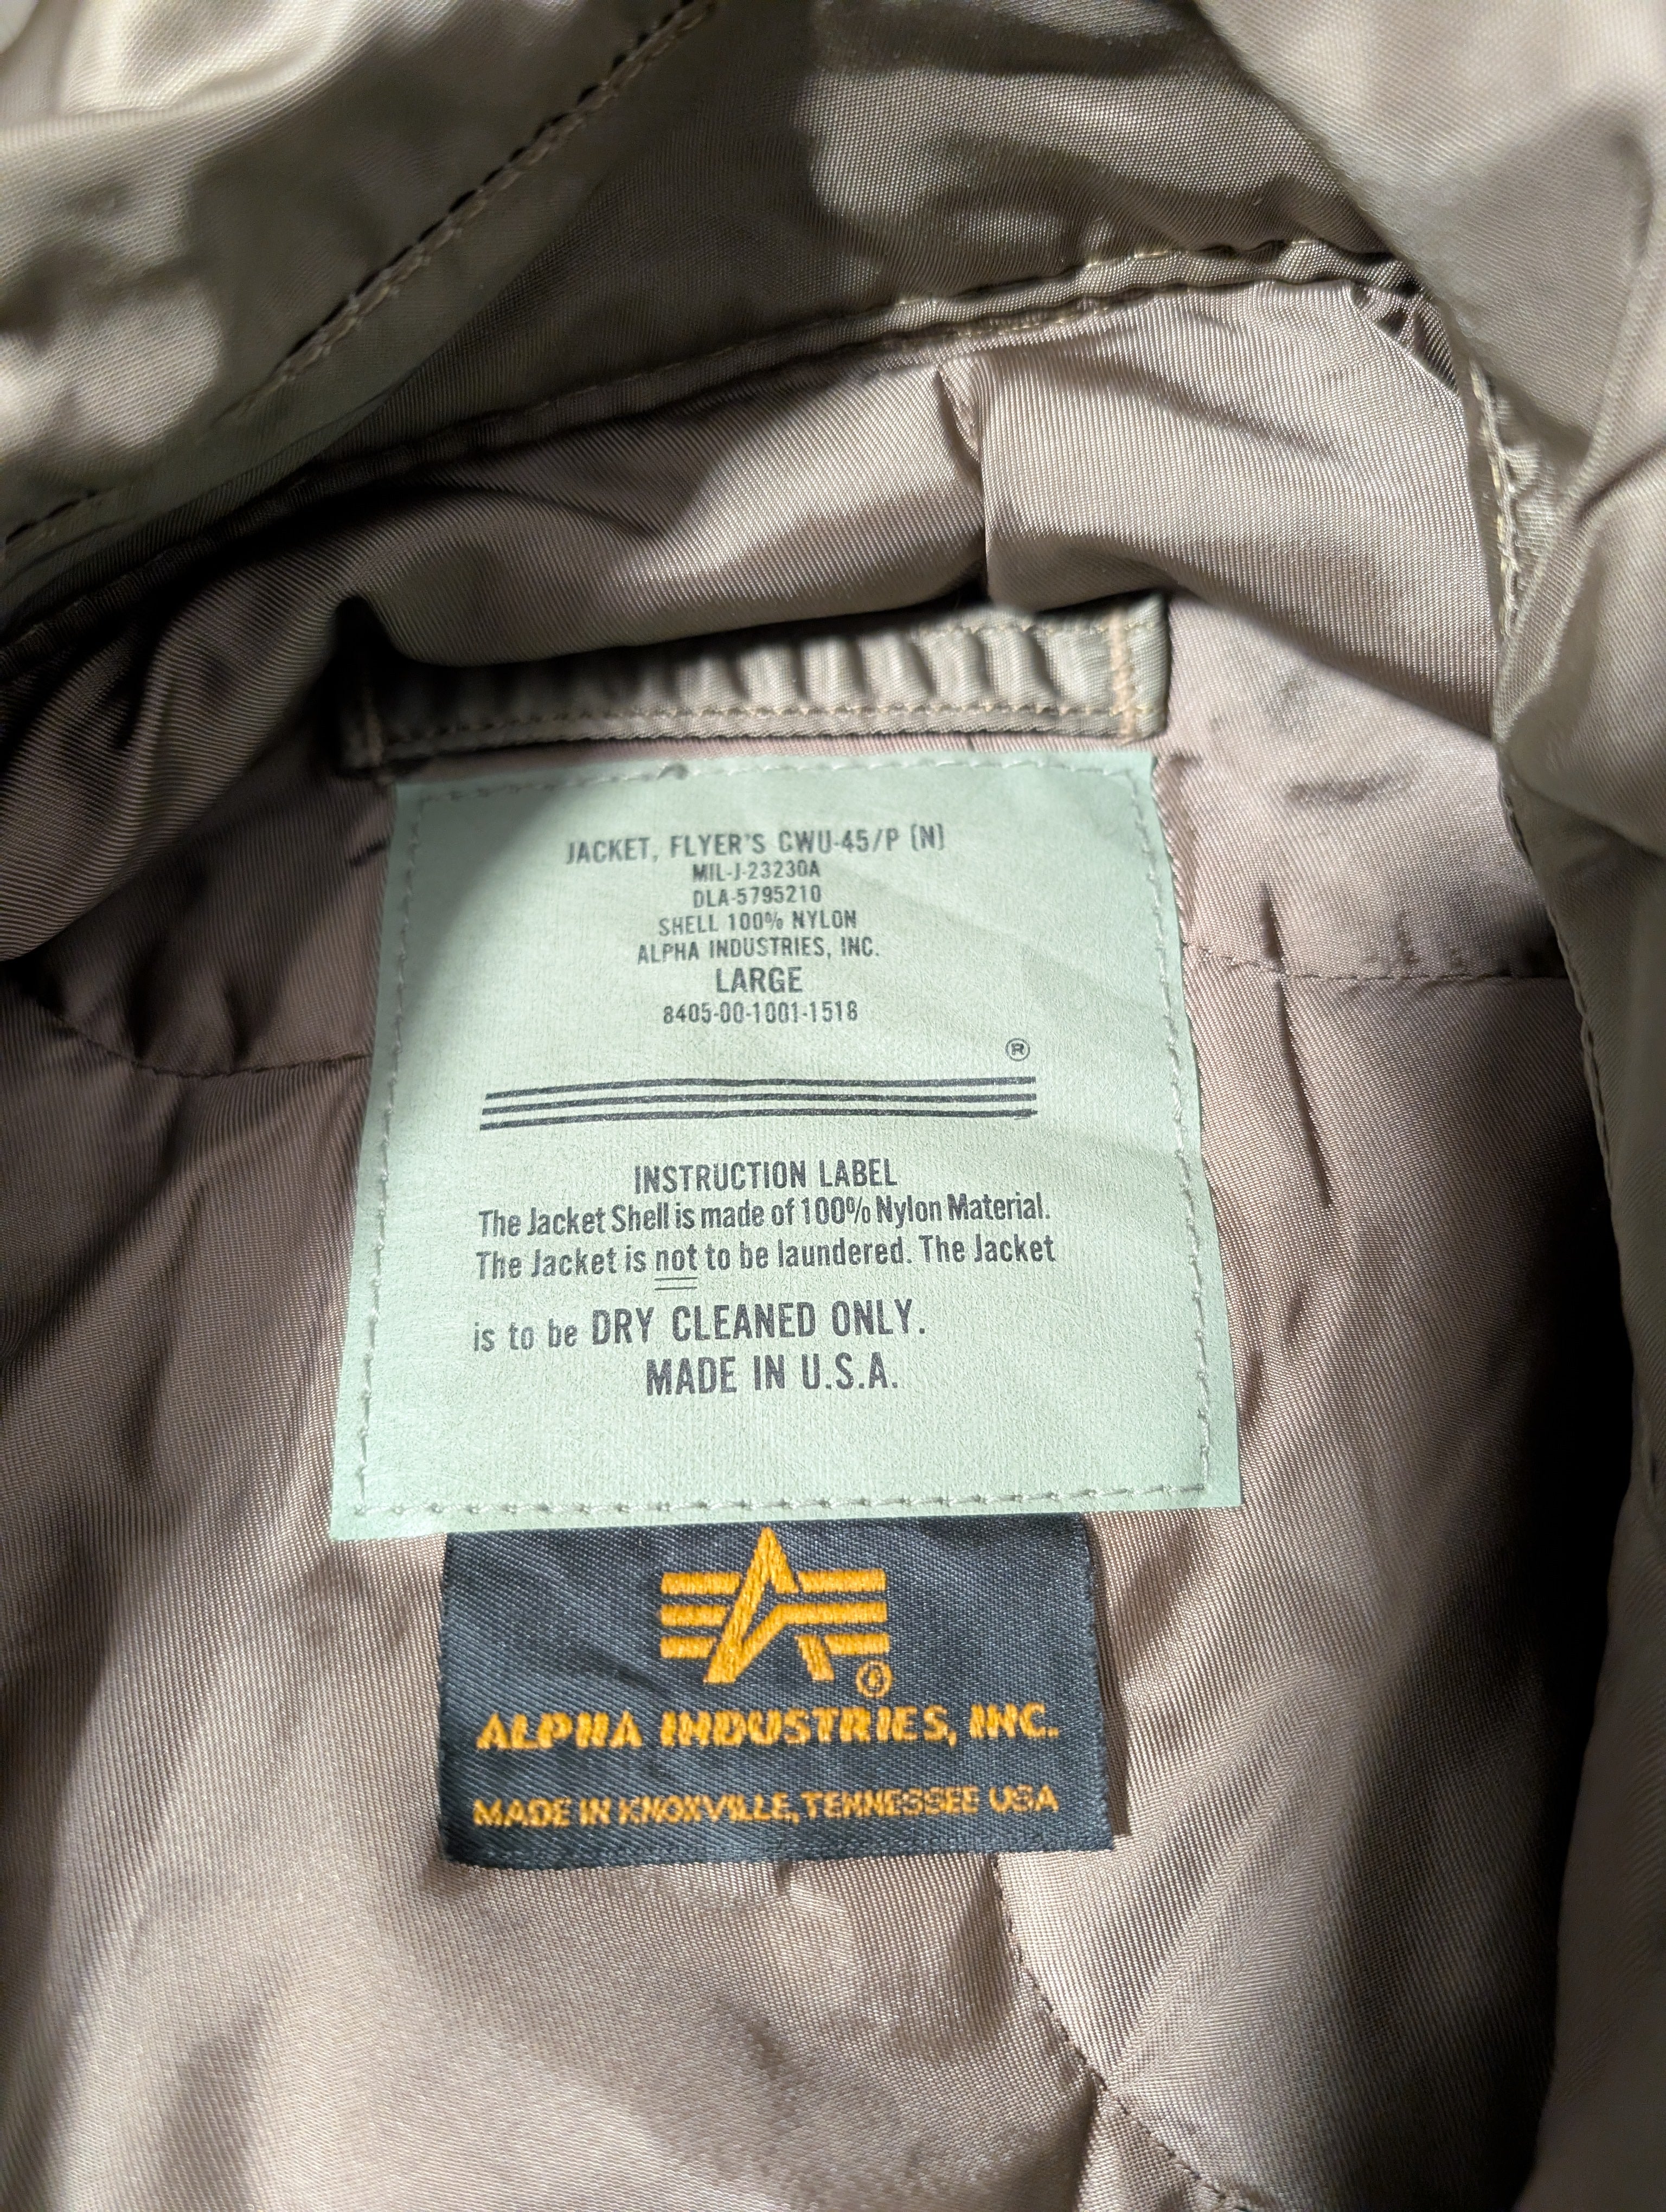 JACKET, FLYER'S CWU-45/P (N)
MIL-J-23230A
DLA-5795210
SHELL 100% NYLON
ALPHA INDUSTRIES, INC.
LARGE
8405-00-1001-1518
®
INSTRUCTION LABEL
The Jacket Shell is made of 100% Nylon Material.
The Jacket is not to be laundered. The Jacket
is to be DRY CLEANED ONLY.
MADE IN U.S.A.
®
ALPHA INDUSTRIES, INC.
MADE IN KNOXVILLE, TENNESSEE USA